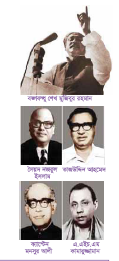 বঙ্গবন্ধু শেখ মুজিবুর রহমান
সৈয়দ নজরুল ইসলাম
তাজউদ্দিন আহমেদ
ক্যাপ্টেন মনসুর আলী
এ.এইচ.এম কামারুজ্জামান